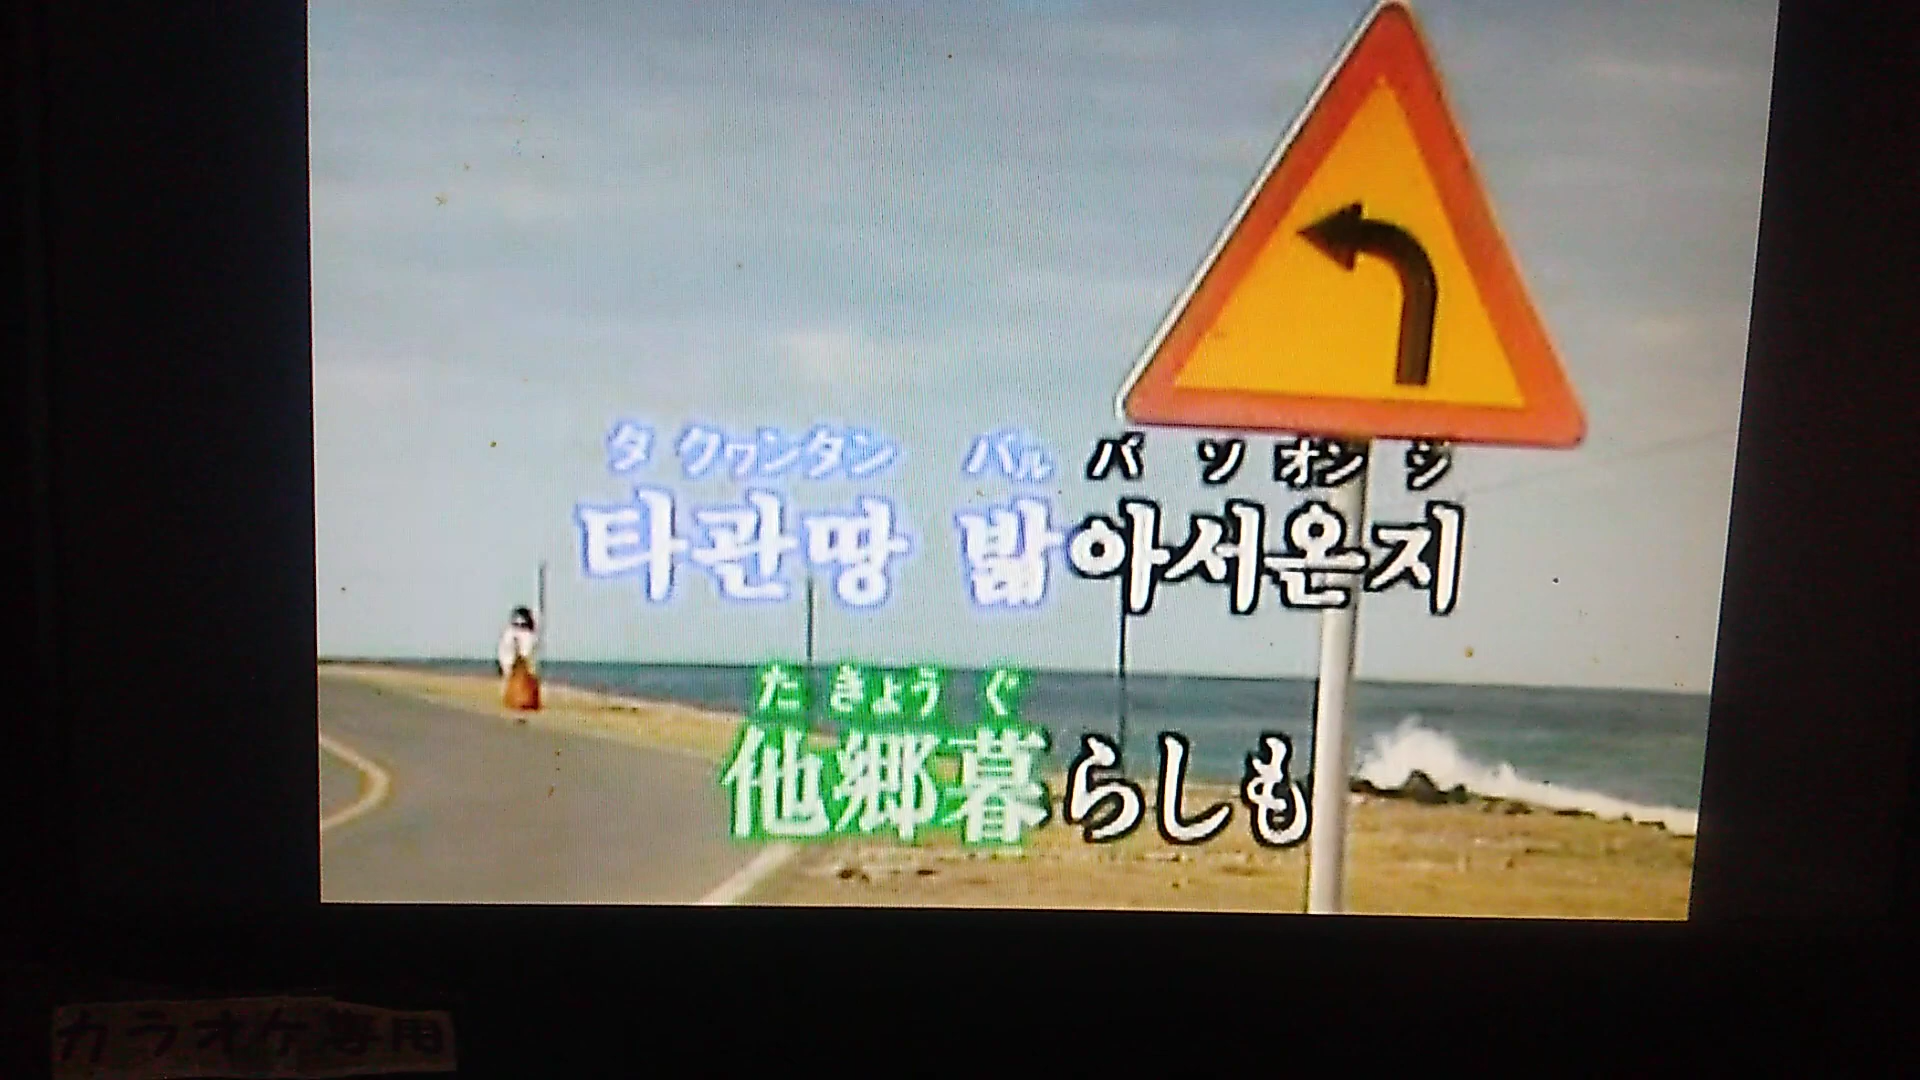 タ クワンタン バル バ ソ オン ジ
타관땅 밟아서온지
た きょう ぐ
他郷暮らしも
カラオケ専用